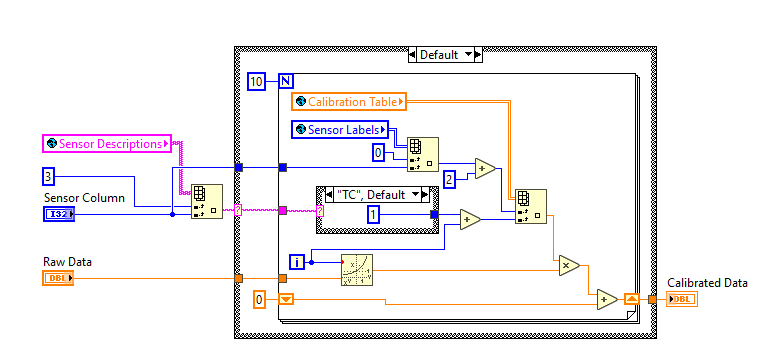 Default
10
N
Calibration Table
Sensor Descriptions
Sensor Labels
0
3
2
Sensor Column
I32
?
?
"TC", Default
1
i
Raw Data
DBL
0
Calibrated Data
DBL